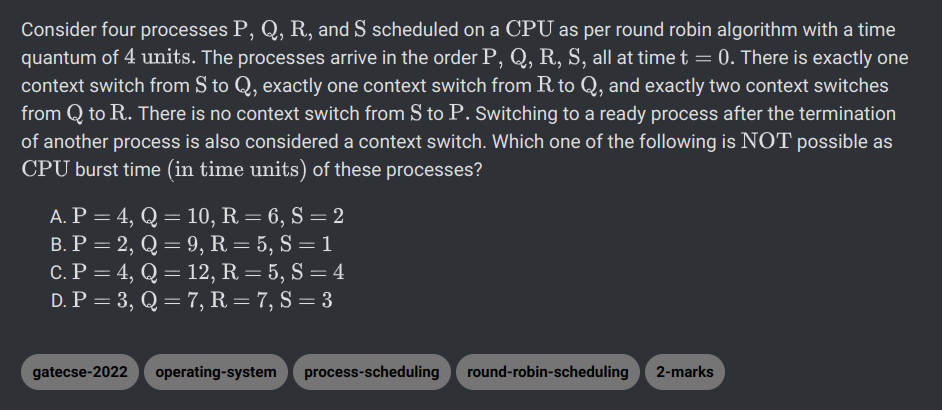 Consider four processes P, Q, R, and S scheduled on a CPU as per round robin algorithm with a time
quantum of 4 units. The processes arrive in the order P, Q, R, S, all at time t = 0. There is exactly one
context switch from S to Q, exactly one context switch from R to Q, and exactly two context switches
from Q to R. There is no context switch from S to P. Switching to a ready process after the termination
of another process is also considered a context switch. Which one of the following is NOT possible as
CPU burst time (in time units) of these processes?
A. P = 4, Q = 10, R = 6, S = 2
B. P = 2, Q = 9, R = 5, S = 1
C. P = 4, Q = 12, R = 5, S = 4
D. P = 3, Q = 7, R = 7, S = 3
gatecse-2022 operating-system process-scheduling round-robin-scheduling 2-marks